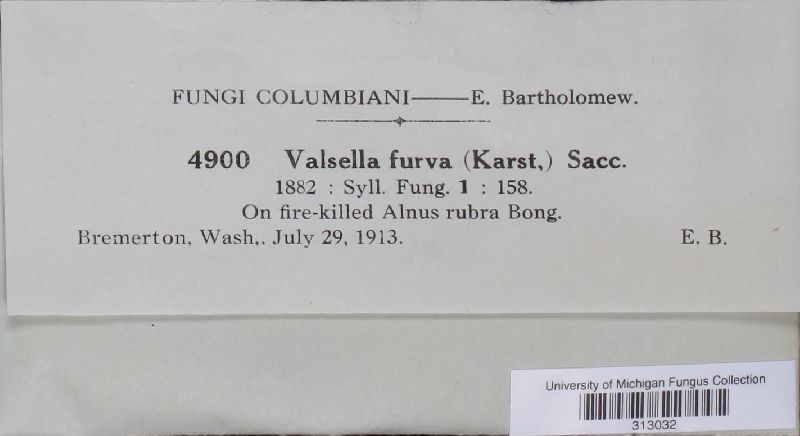 FUNGI COLUMBIANI——E. Bartholomew.
4900 Valsella furva (Karst,) Sacc.
1882 : Syll. Fung. 1 : 158.
On fire-killed Alnus rubra Bong.
Bremerton, Wash,. July 29, 1913. E. B.
University of Michigan Fungus Collection
313032